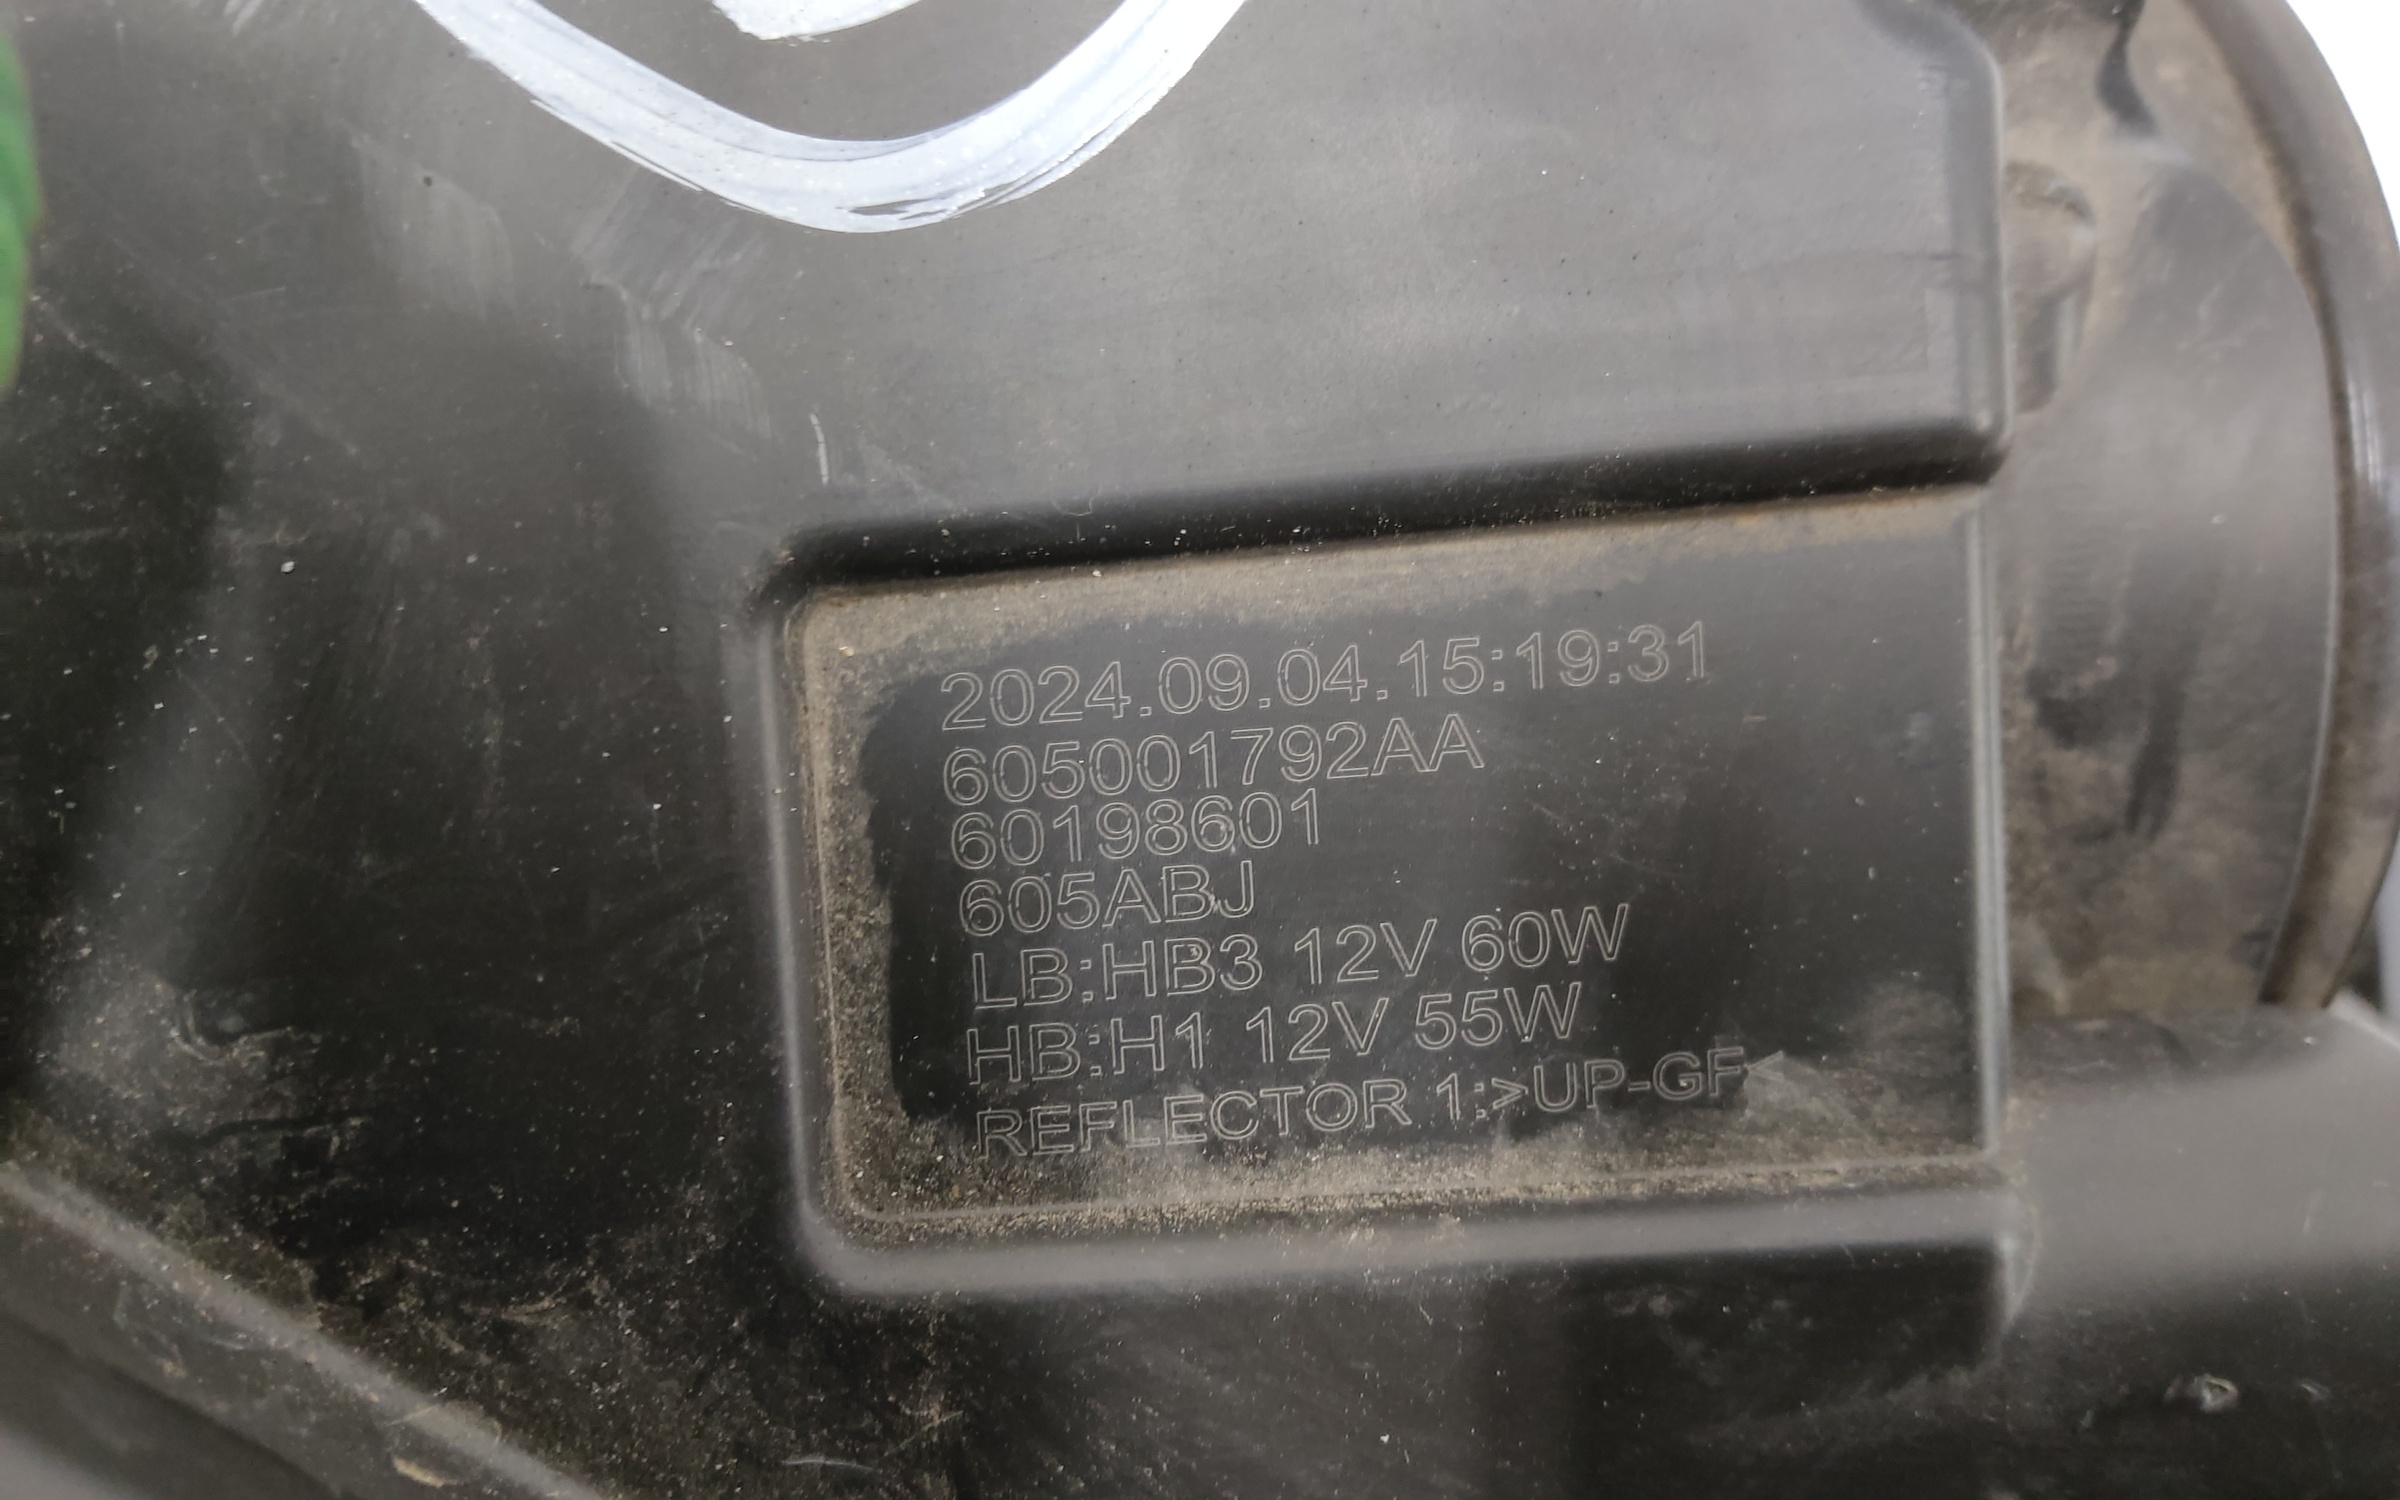 2024.09.04.15:19:31
605001792AA
60198601
605ABJ
LB:HB3 12V 60W
HB:H1 12V 55W
REFLECTOR 1:>UP-GF<